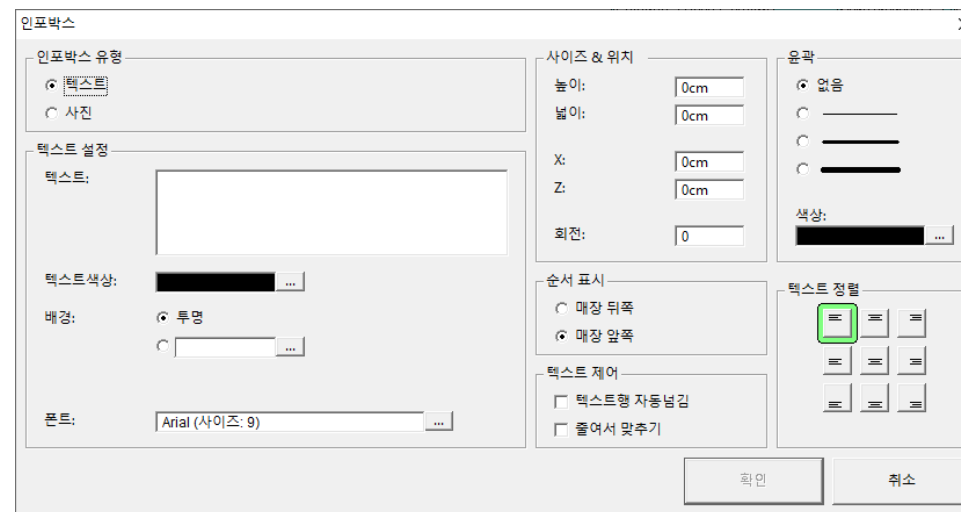 인포박스
인포박스 유형
텍스트
사진
텍스트 설정
텍스트:
텍스트색상:
...
배경:
투명
...
폰트:
Arial (사이즈: 9)
...
사이즈 & 위치
높이:
0cm
넓이:
0cm
X:
0cm
Z:
0cm
회전:
0
순서 표시
매장 뒤쪽
매장 앞쪽
텍스트 제어
텍스트행 자동넘김
줄여서 맞추기
윤곽
없음
색상:
...
텍스트 정렬
확인
취소